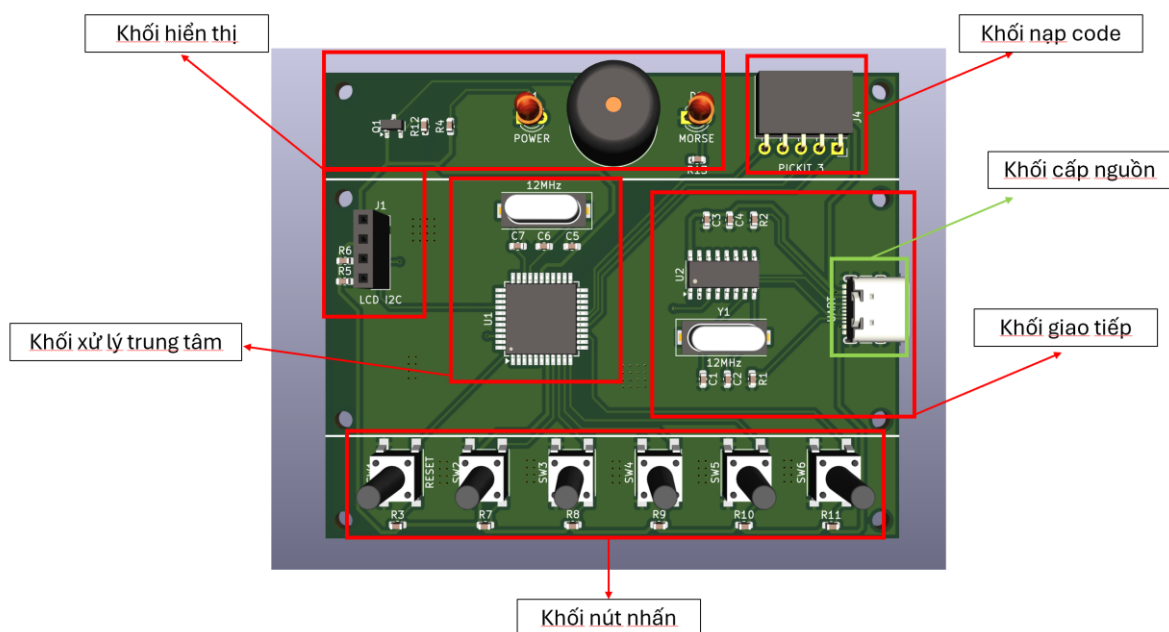 Khối hiển thị
Khối nạp code
Khối cấp nguồn
Khối giao tiếp
Khối xử lý trung tâm
Khối nút nhấn
Q1
R12
R4
POWER
MORSE
R13
J4
PICKIT 3
J1
R6
R5
LCD I2C
12MHz
C7
C6
C5
U1
C3
C4
R2
U2
Y1
12MHz
C1
C2
R1
UART
RESET
SW2
SW3
SW4
SW5
SW6
R3
R7
R8
R9
R10
R11